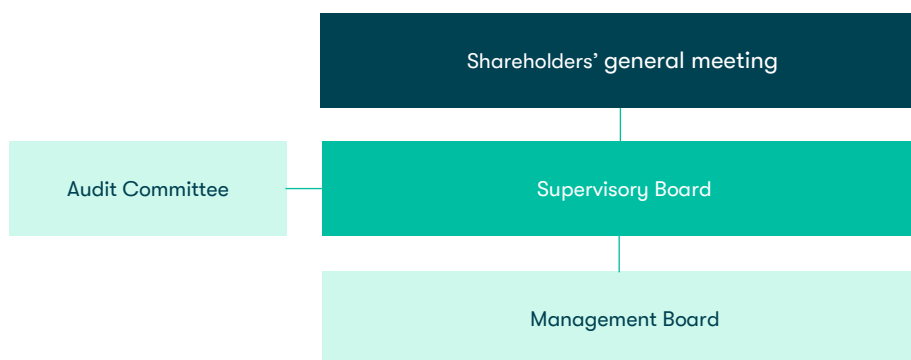 Shareholders’ general meeting
Audit Committee
Supervisory Board
Management Board